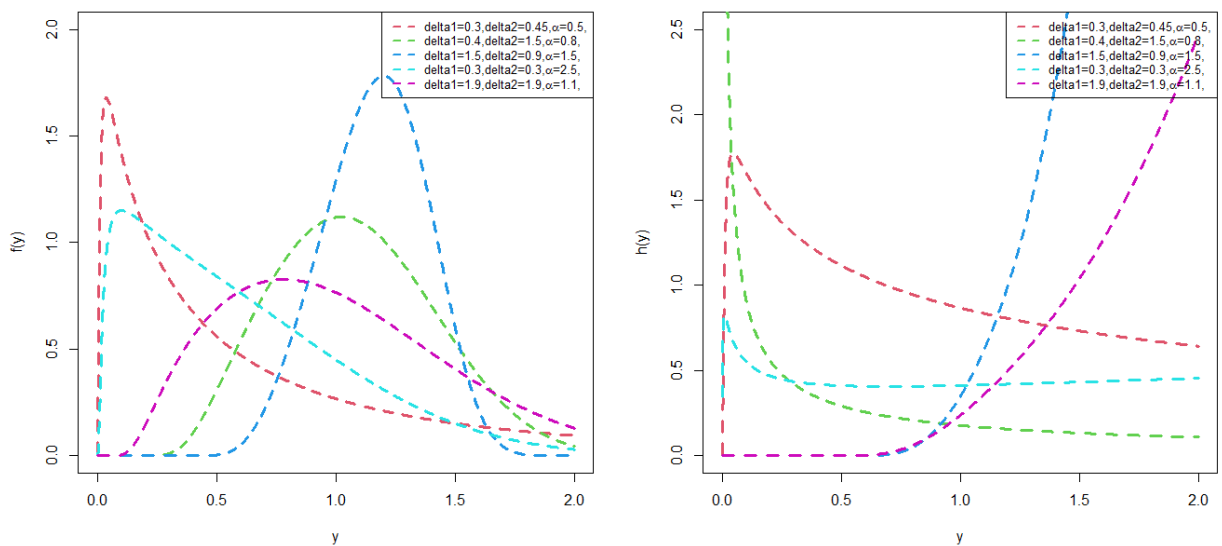 delta1=0.3,delta2=0.45,α=0.5,
delta1=0.4,delta2=1.5,α=0.8,
delta1=1.5,delta2=0.9,α=1.5,
delta1=0.3,delta2=0.3,α=2.5,
delta1=1.9,delta2=1.9,α=1.1,
f(y)
2.0
1.5
1.0
0.5
0.0
0.0 0.5 1.0 1.5 2.0
y
delta1=0.3,delta2=0.45,α=0.5,
delta1=0.4,delta2=1.5,α=0.8,
delta1=1.5,delta2=0.9,α=1.5,
delta1=0.3,delta2=0.3,α=2.5,
delta1=1.9,delta2=1.9,α=1.1,
h(y)
2.5
2.0
1.5
1.0
0.5
0.0
0.0 0.5 1.0 1.5 2.0
y